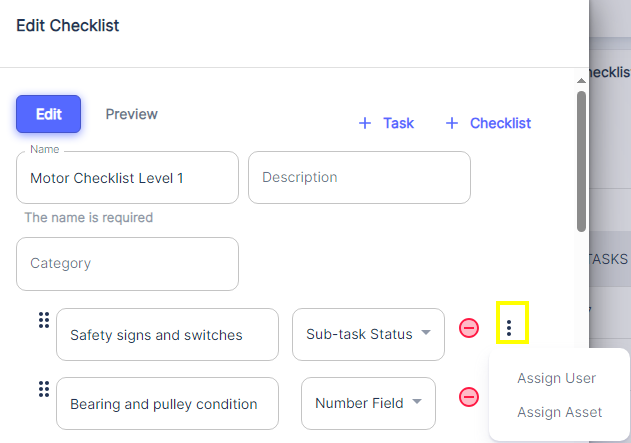 Edit Checklist
Edit
Preview
+ Task
+ Checklist
Name
Motor Checklist Level 1
Description
The name is required
Category
Safety signs and switches
Sub-task Status
Assign User
Assign Asset
Bearing and pulley condition
Number Field
TASKS